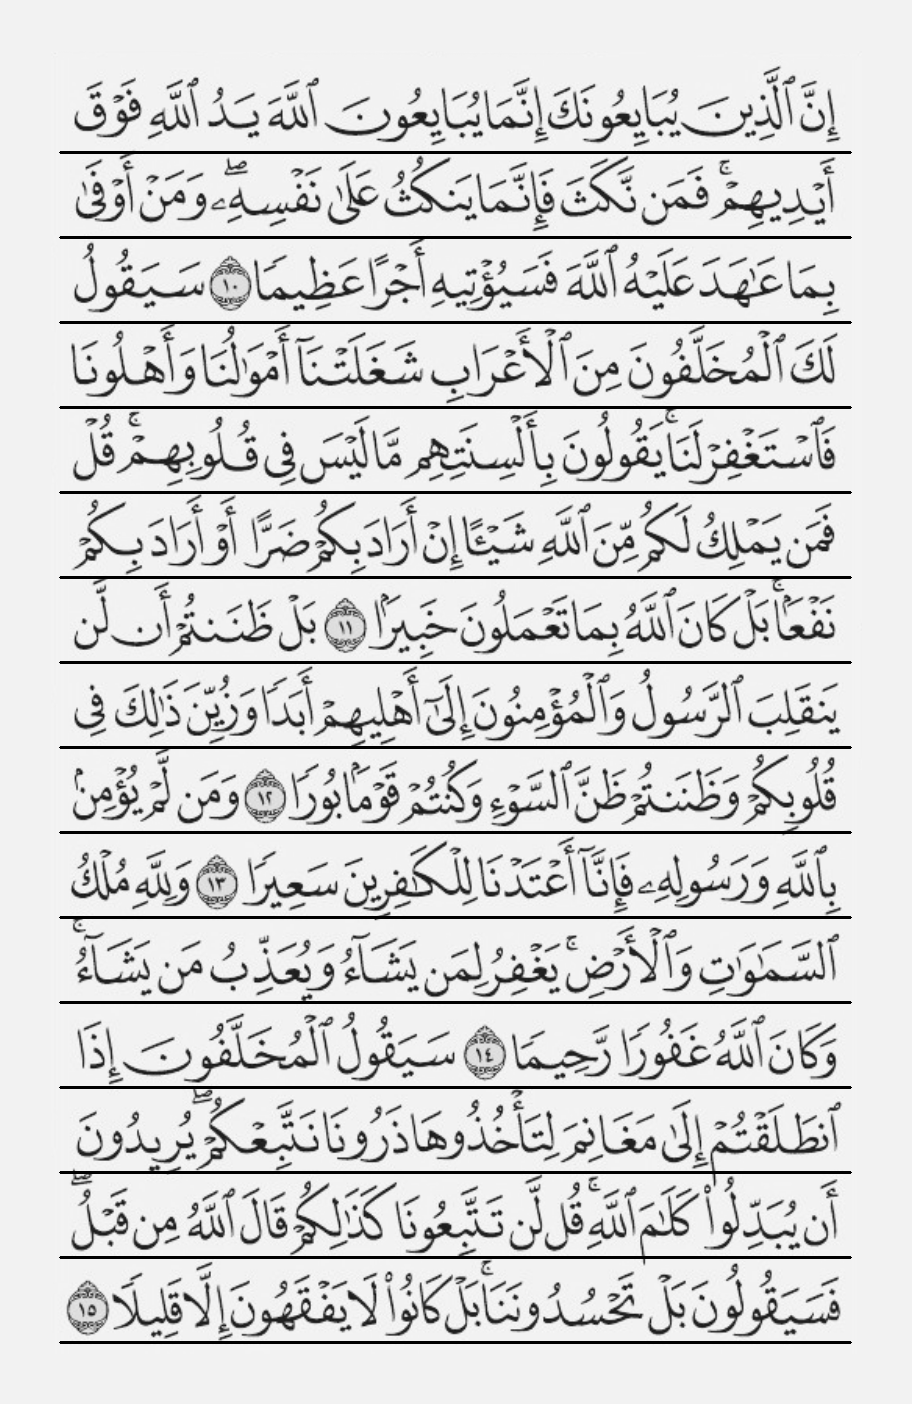 إِنَّ ٱلَّذِينَ يُبَايِعُونَكَ إِنَّمَا يُبَايِعُونَ ٱللَّهَ يَدُ ٱللَّهِ فَوْقَ
أَيْدِيهِمْ ۚ فَمَن نَّكَثَ فَإِنَّمَا يَنكُثُ عَلَىٰ نَفْسِهِۦ ۖ وَمَنْ أَوْفَىٰ
بِمَا عَـٰهَدَ عَلَيْهُ ٱللَّهَ فَسَيُؤْتِيهِ أَجْرًا عَظِيمًا ١٠ سَيَقُولُ
لَكَ ٱلْمُخَلَّفُونَ مِنَ ٱلْأَعْرَابِ شَغَلَتْنَآ أَمْوَٰلُنَا وَأَهْلُونَا
فَٱسْتَغْفِرْ لَنَا ۚ يَقُولُونَ بِأَلْسِنَتِهِم مَّا لَيْسَ فِى قُلُوبِهِمْ ۚ قُلْ
فَمَن يَمْلِكُ لَكُم مِّنَ ٱللَّهِ شَيْـًٔا إِنْ أَرَادَ بِكُمْ ضَرًّا أَوْ أَرَادَ بِكُمْ
نَفْعًۢا ۚ بَلْ كَانَ ٱللَّهُ بِمَا تَعْمَلُونَ خَبِيرًۢا ١١ بَلْ ظَنَنتُمْ أَن لَّن
يَنقَلِبَ ٱلرَّسُولُ وَٱلْمُؤْمِنُونَ إِلَىٰٓ أَهْلِيهِمْ أَبَدًا وَزُيِّنَ ذَٰلِكَ فِى
قُلُوبِكُمْ وَظَنَنتُمْ ظَنَّ ٱلسَّوْءِ وَكُنتُمْ قَوْمًۢا بُورًا ١٢ وَمَن لَّمْ يُؤْمِنۢ
بِٱللَّهِ وَرَسُولِهِۦ فَإِنَّآ أَعْتَدْنَا لِلْكَـٰفِرِينَ سَعِيرًا ١٣ وَلِلَّهِ مُلْكُ
ٱلسَّمَـٰوَٰتِ وَٱلْأَرْضِ ۚ يَغْفِرُ لِمَن يَشَآءُ وَيُعَذِّبُ مَن يَشَآءُ ۚ
وَكَانَ ٱللَّهُ غَفُورًا رَّحِيمًا ١٤ سَيَقُولُ ٱلْمُخَلَّفُونَ إِذَا
ٱنطَلَقْتُمْ إِلَىٰ مَغَانِمَ لِتَأْخُذُوهَا ذَرُونَا نَتَّبِعْكُمْ ۖ يُرِيدُونَ
أَن يُبَدِّلُوا۟ كَلَـٰمَ ٱللَّهِ ۚ قُل لَّن تَتَّبِعُونَا كَذَٰلِكُمْ قَالَ ٱللَّهُ مِن قَبْلُ ۖ
فَسَيَقُولُونَ بَلْ تَحْسُدُونَنَا ۚ بَلْ كَانُوا۟ لَا يَفْقَهُونَ إِلَّا قَلِيلًا ١٥